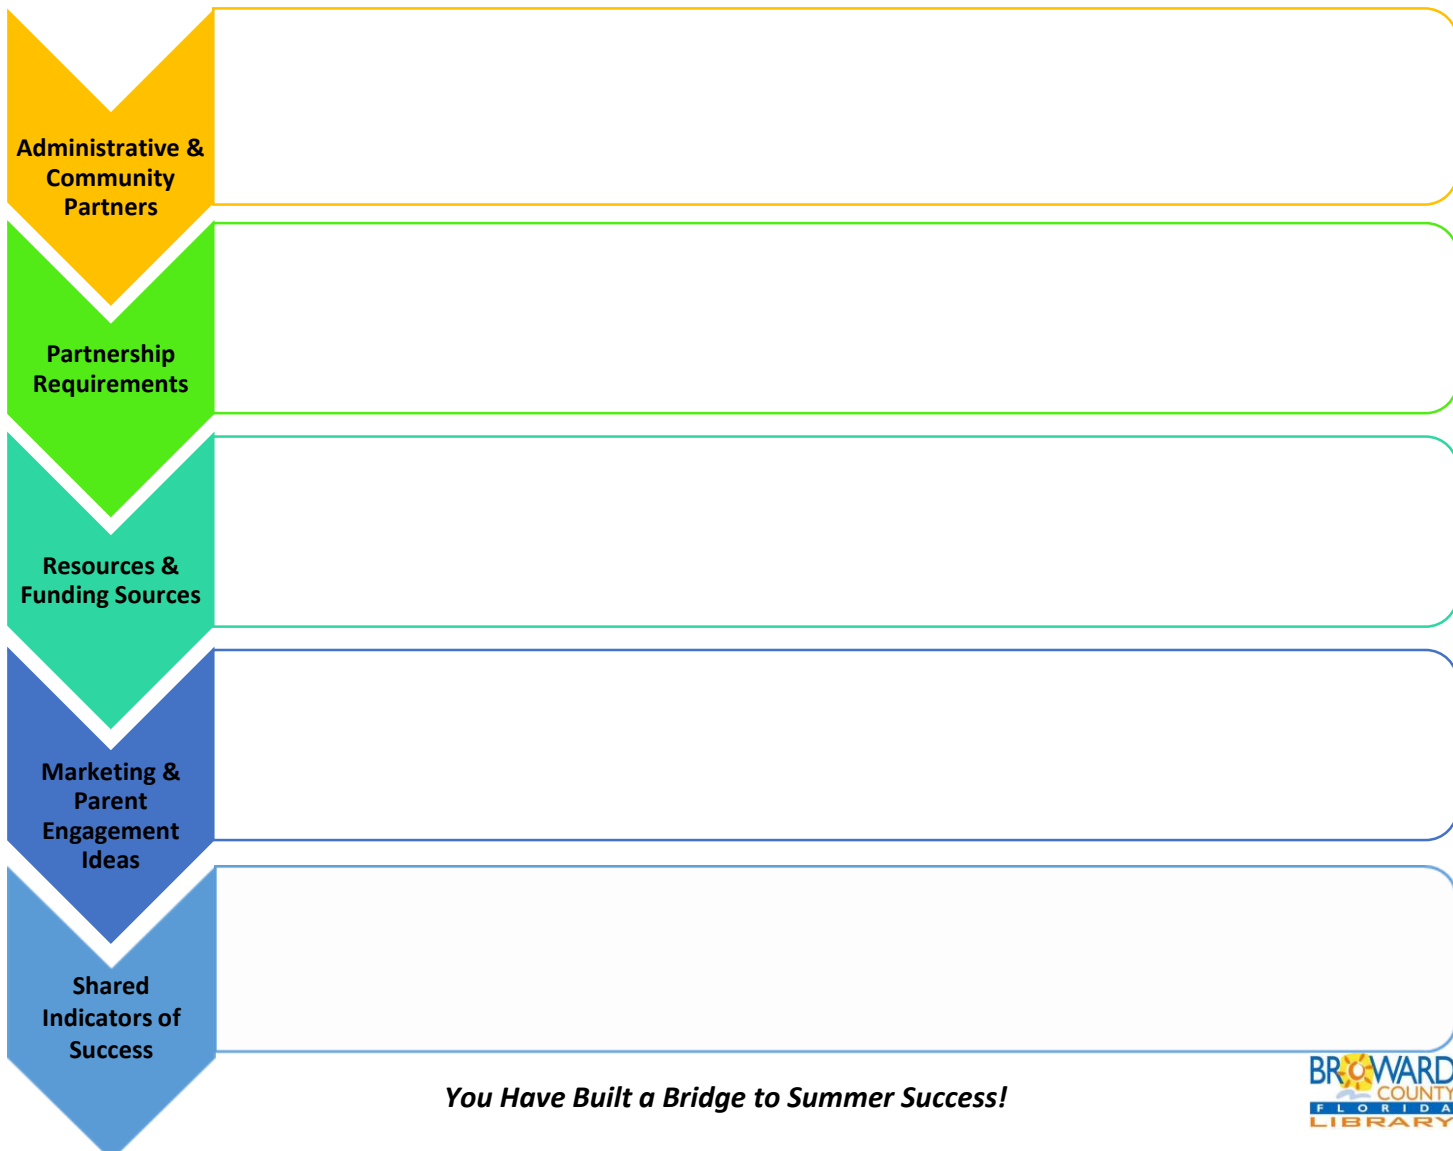 Administrative &
Community
Partners
Partnership
Requirements
Resources &
Funding Sources
Marketing &
Parent
Engagement
Ideas
Shared
Indicators of
Success
You Have Built a Bridge to Summer Success!
BROWARD
COUNTY
FLORIDA
LIBRARY